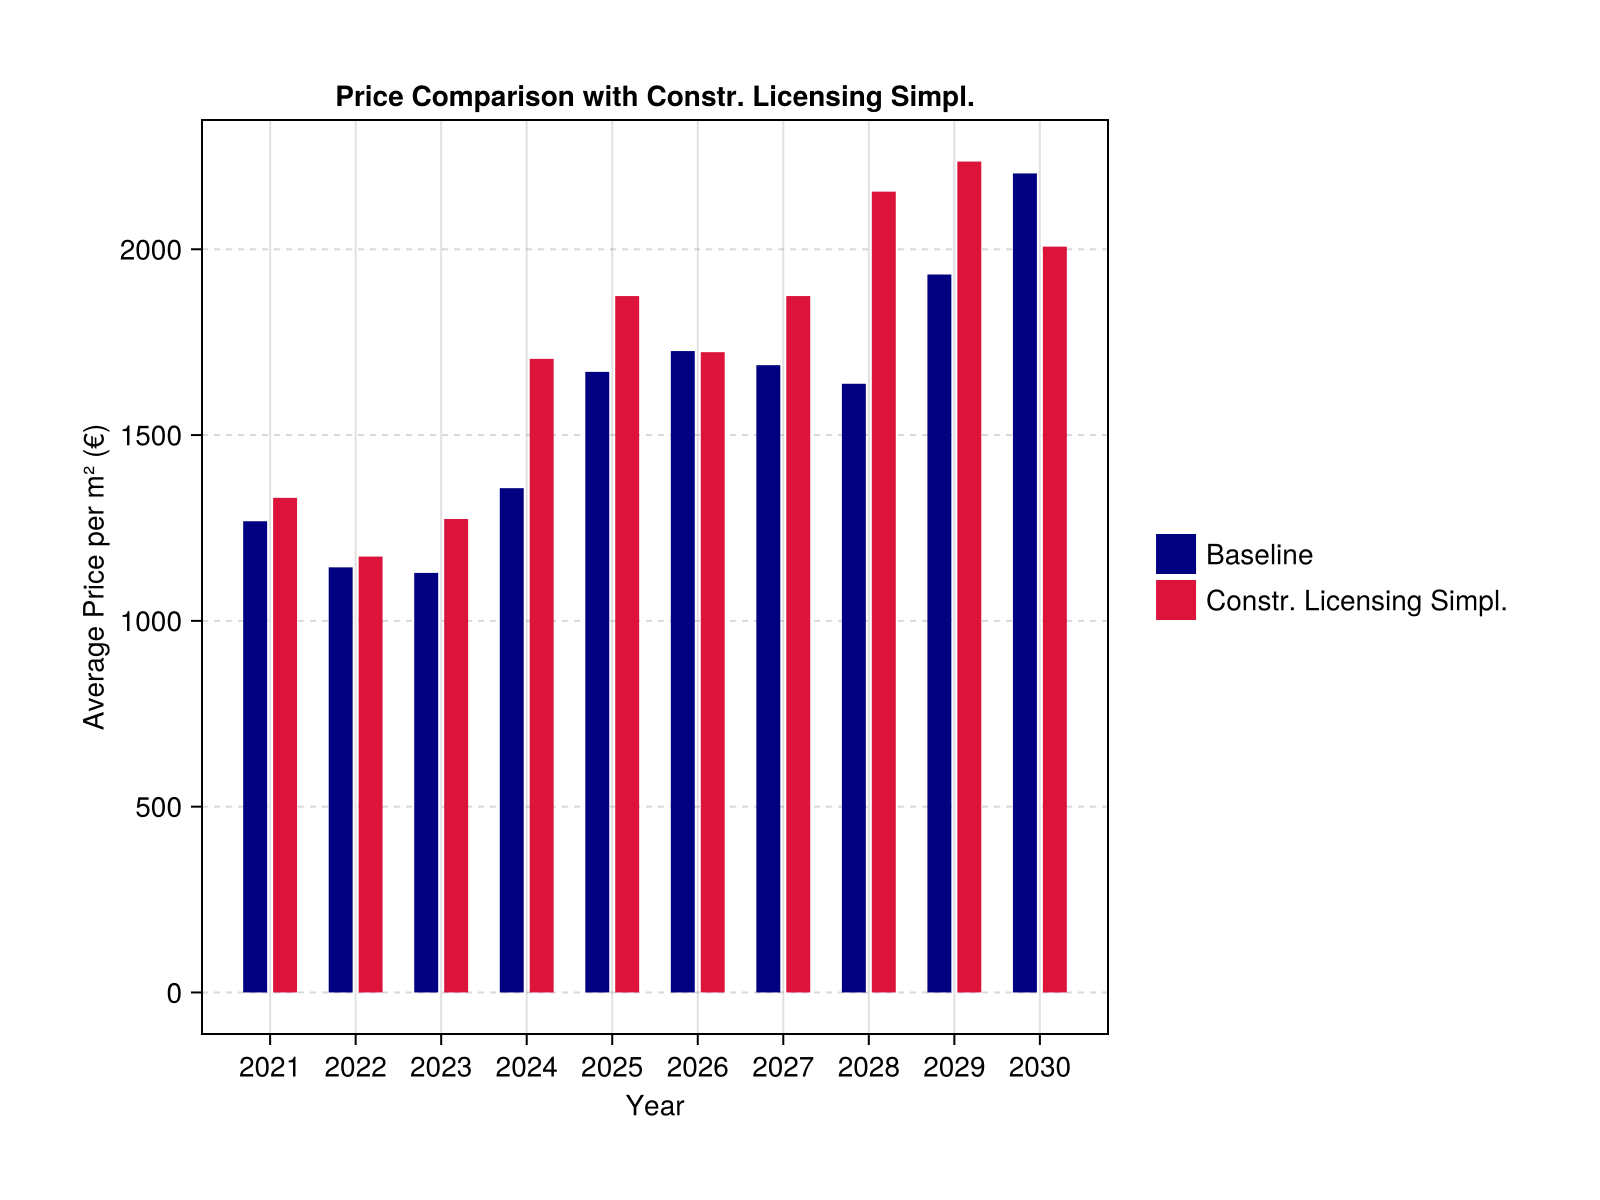 Price Comparison with Constr. Licensing Simpl.
Average Price per m² (€)
2000
1500
1000
500
0
2021 2022 2023 2024 2025 2026 2027 2028 2029 2030
Year
Baseline
Constr. Licensing Simpl.